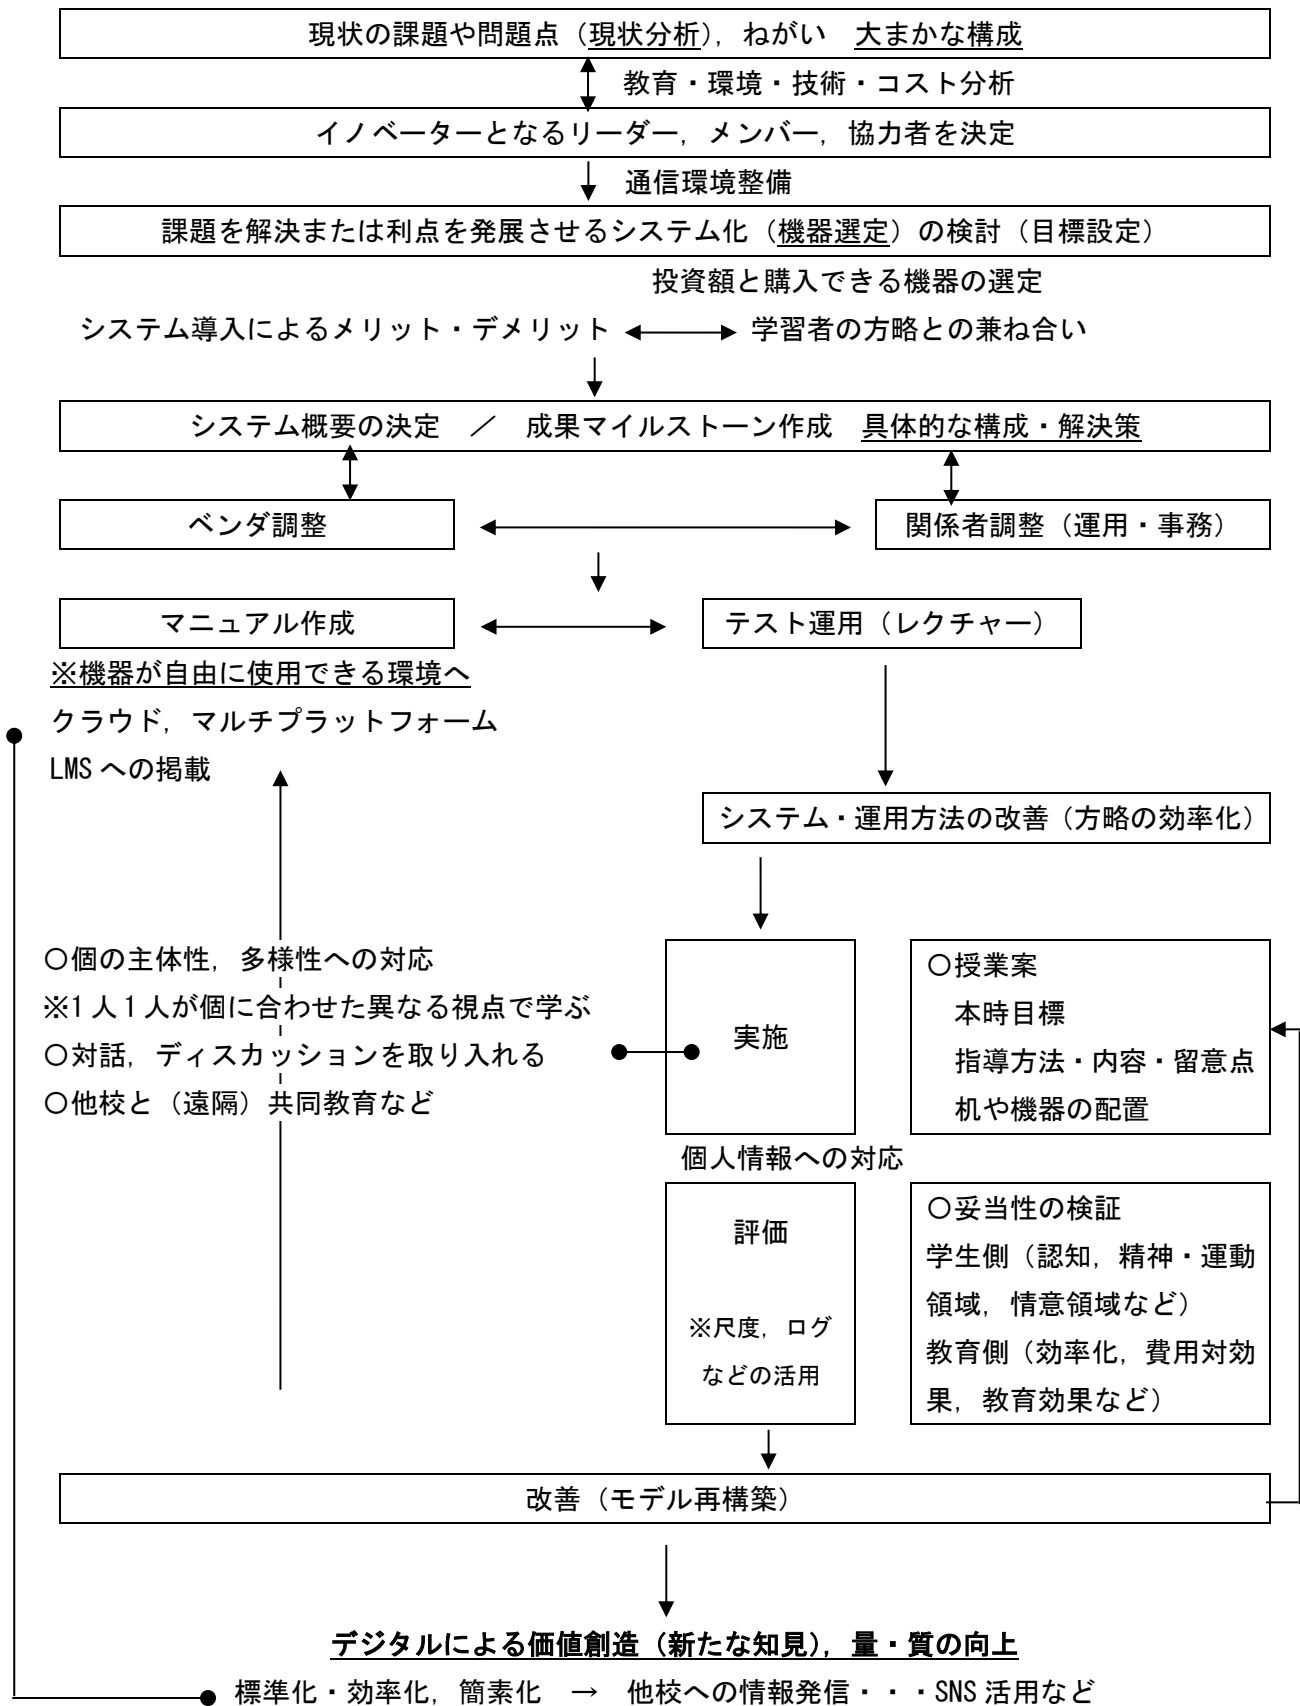 現状の課題や問題点（現状分析），ねがい　大まかな構成
教育・環境・技術・コスト分析
イノベーターとなるリーダー，メンバー，協力者を決定
通信環境整備
課題を解決または利点を発展させるシステム化（機器選定）の検討（目標設定）
投資額と購入できる機器の選定
システム導入によるメリット・デメリット
学習者の方略との兼ね合い
システム概要の決定　／　成果マイルストーン作成　具体的な構成・解決策
ベンダ調整
関係者調整（運用・事務）
マニュアル作成
テスト運用（レクチャー）
※機器が自由に使用できる環境へ
クラウド，マルチプラットフォーム
LMS への掲載
システム・運用方法の改善（方略の効率化）
〇個の主体性，多様性への対応
※1 人 1 人が個に合わせた異なる視点で学ぶ
〇対話，ディスカッションを取り入れる
〇他校と（遠隔）共同教育など
実施
〇授業案
本時目標
指導方法・内容・留意点
机や機器の配置
個人情報への対応
評価
※尺度，ログ
などの活用
〇妥当性の検証
学生側（認知，精神・運動
領域，情意領域など）
教育側（効率化，費用対効
果，教育効果など）
改善（モデル再構築）
デジタルによる価値創造（新たな知見），量・質の向上
標準化・効率化，簡素化　→　他校への情報発信・・・SNS 活用など